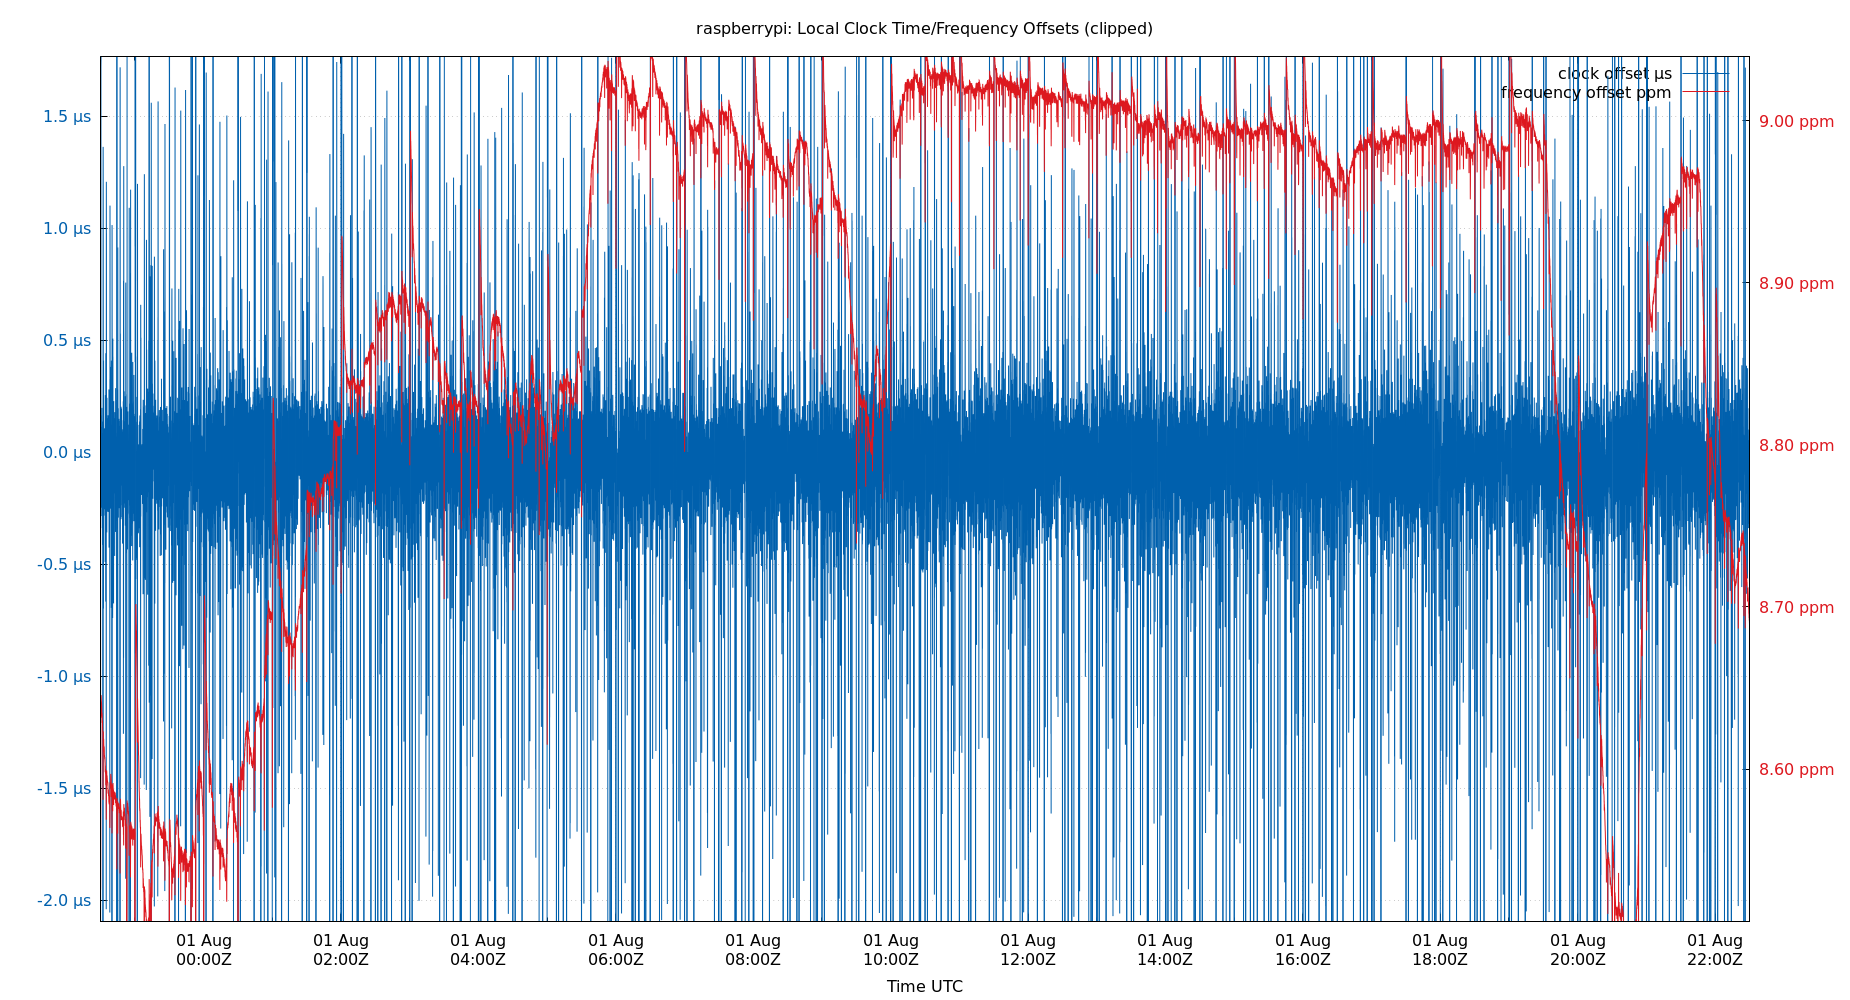 raspberrypi: Local Clock Time/Frequency Offsets (clipped)
clock offset µs
frequency offset ppm
1.5 µs
1.0 µs
0.5 µs
0.0 µs
-0.5 µs
-1.0 µs
-1.5 µs
-2.0 µs
9.00 ppm
8.90 ppm
8.80 ppm
8.70 ppm
8.60 ppm
01 Aug 01 Aug 01 Aug 01 Aug 01 Aug 01 Aug 01 Aug 01 Aug 01 Aug 01 Aug 01 Aug 01 Aug
00:00Z 02:00Z 04:00Z 06:00Z 08:00Z 10:00Z 12:00Z 14:00Z 16:00Z 18:00Z 20:00Z 22:00Z
Time UTC